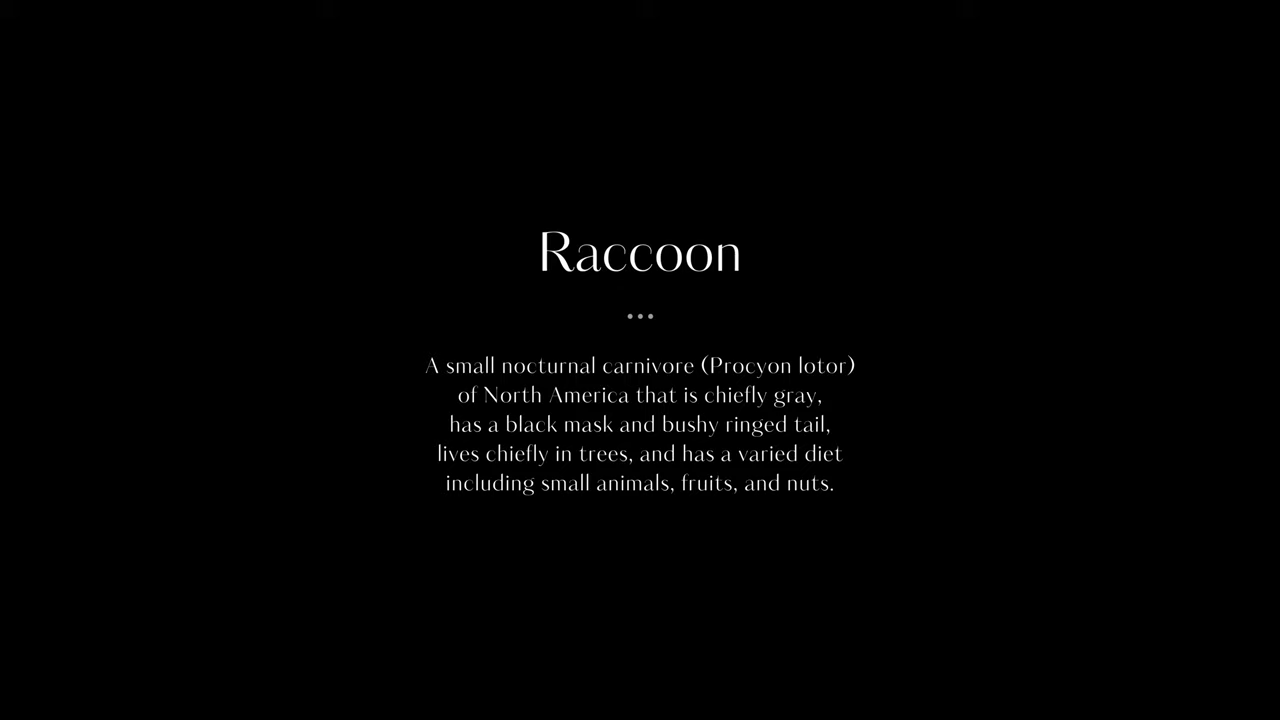 Raccoon
...
A small nocturnal carnivore (Procyon lotor)
of North America that is chiefly gray,
has a black mask and bushy ringed tail,
lives chiefly in trees, and has a varied diet
including small animals, fruits, and nuts.